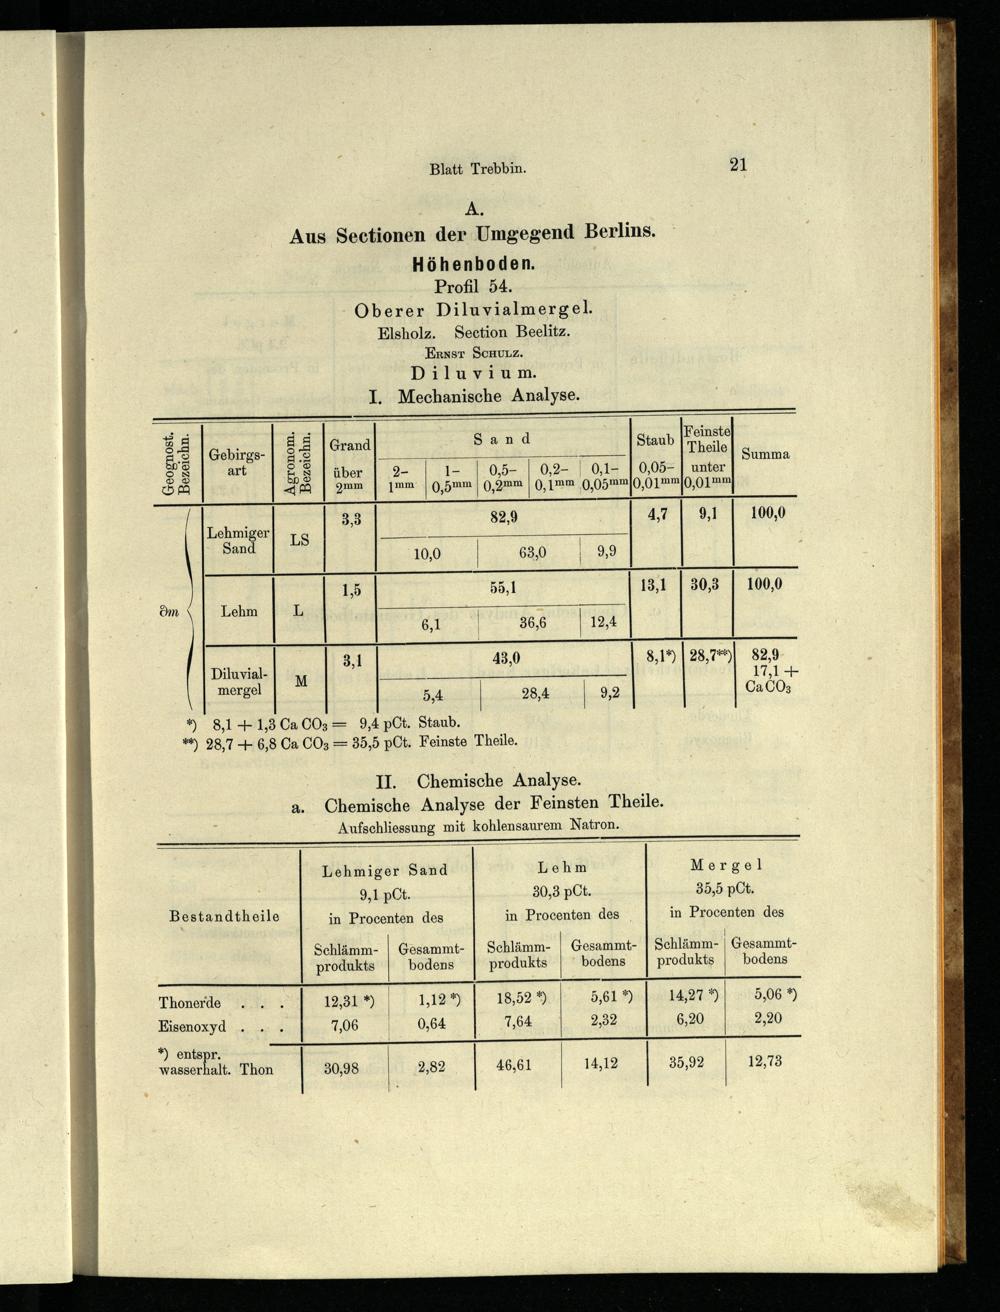 Blatt Trebbin. 21
A.
Aus Sectionen der Umgegend Berlins.
Höhenboden.
Profil 54.
Oberer Diluvialmergel.
Elsholz. Section Beelitz.
Ernst Schulz.
Diluvium.
I. Mechanische Analyse.
Geognost. Bezeichn. Gebirgsart Agronom. Bezeichn. Grand über 2mm Sand Staub Feinste Theile Summa
2-1mm 1-0,5mm 0,5-0,2mm 0,2-0,1mm 0,1-0,05mm 0,05-0,01mm unter 0,01mm
∂m
Lehmiger Sand LS 3,3 82,9 4,7 9,1 100,0
10,0 63,0 9,9
Lehm L 1,5 55,1 13,1 30,3 100,0
6,1 36,6 12,4
Diluvial-mergel M 3,1 43,0 8,1*) 28,7**) 82,9
17,1 + CaCO3
5,4 28,4 9,2
*) 8,1 + 1,3 Ca CO3 = 9,4 pCt. Staub.
**) 28,7 + 6,8 Ca CO3 = 35,5 pCt. Feinste Theile.
II. Chemische Analyse.
a. Chemische Analyse der Feinsten Theile.
Aufschliessung mit kohlensaurem Natron.
Bestandtheile
Lehmiger Sand Lehm Mergel
9,1 pCt. 30,3 pCt. 35,5 pCt.
in Procenten des in Procenten des in Procenten des
Schlämm- Gesammt- Schlämm- Gesammt- Schlämm- Gesammt-
produkts bodens produkts bodens produkts bodens
Thonerde . . . 12,31 *) 1,12 *) 18,52 *) 5,61 *) 14,27 *) 5,06 *)
Eisenoxyd . . . 7,06 0,64 7,64 2,32 6,20 2,20
*) entspr.
wasserhalt. Thon 30,98 2,82 46,61 14,12 35,92 12,73